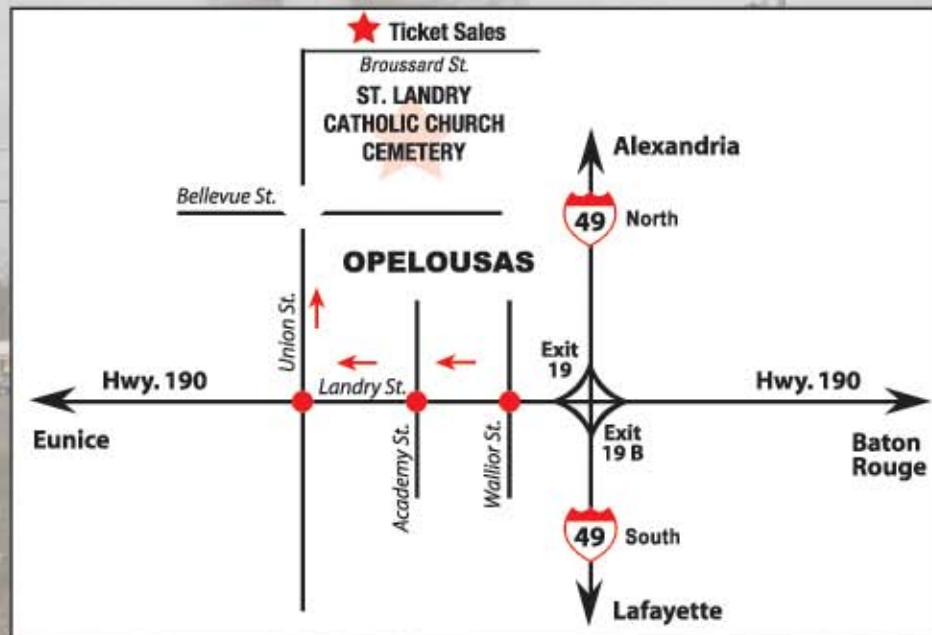 Ticket Sales
Broussard St.
ST. LANDRY
CATHOLIC CHURCH
CEMETERY
Alexandria
Bellevue St.
49 North
OPELOUSAS
Union St.
Exit
19
Hwy. 190
Landry St.
Hwy. 190
Eunice
Academy St.
Wallior St.
Exit
19 B
Baton
Rouge
49 South
Lafayette